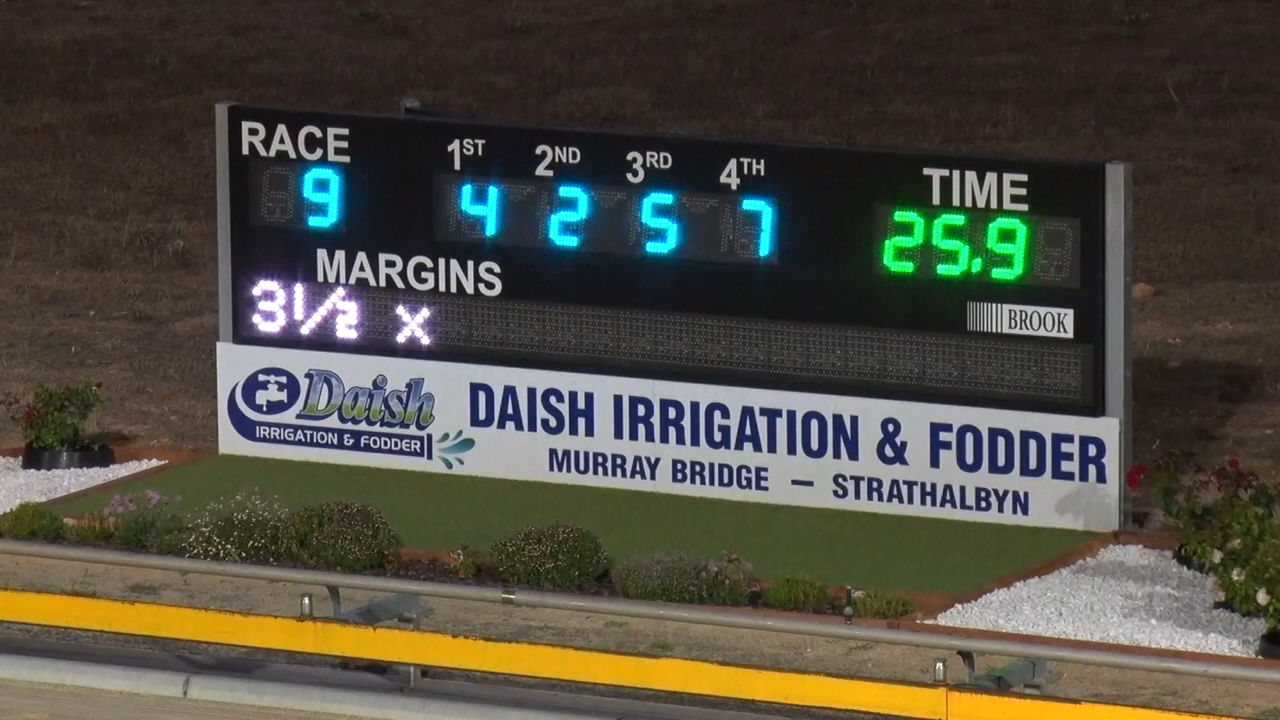 RACE 1ST 2ND 3RD 4TH TIME
9 4 2 5 7 25.9
MARGINS
3½ x
BROOK
Daish
IRRIGATION & FODDER
DAISH IRRIGATION & FODDER
MURRAY BRIDGE – STRATHALBYN